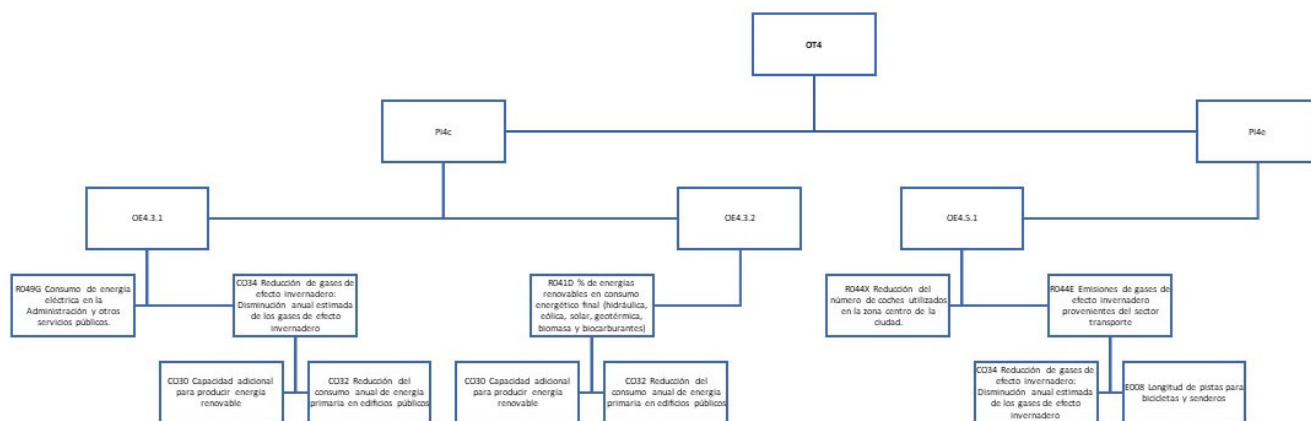 OT4
PI4c
PI4e
OE4.3.1
OE4.3.2
OE4.5.1
R049G Consumo de energía
eléctrica en la
Administración y otros
servicios públicos.
CO34 Reducción de gases de
efecto invernadero:
Disminución anual estimada
de los gases de efecto
invernadero
R041D % de energías
renovables en consumo
energético final (hidráulica,
eólica, solar, geotérmica,
biomasa y biocarburantes)
R044X Reducción del
número de coches utilizados
en la zona centro de la
ciudad.
R044E Emisiones de gases de
efecto invernadero
provenientes del sector
transporte
CO30 Capacidad adicional
para producir energía
renovable
CO32 Reducción del
consumo anual de energía
primaria en edificios públicos
CO30 Capacidad adicional
para producir energía
renovable
CO32 Reducción del
consumo anual de energía
primaria en edificios públicos
CO34 Reducción de gases de
efecto invernadero:
Disminución anual estimada
de los gases de efecto
invernadero
E008 Longitud de pistas para
bicicletas y senderos